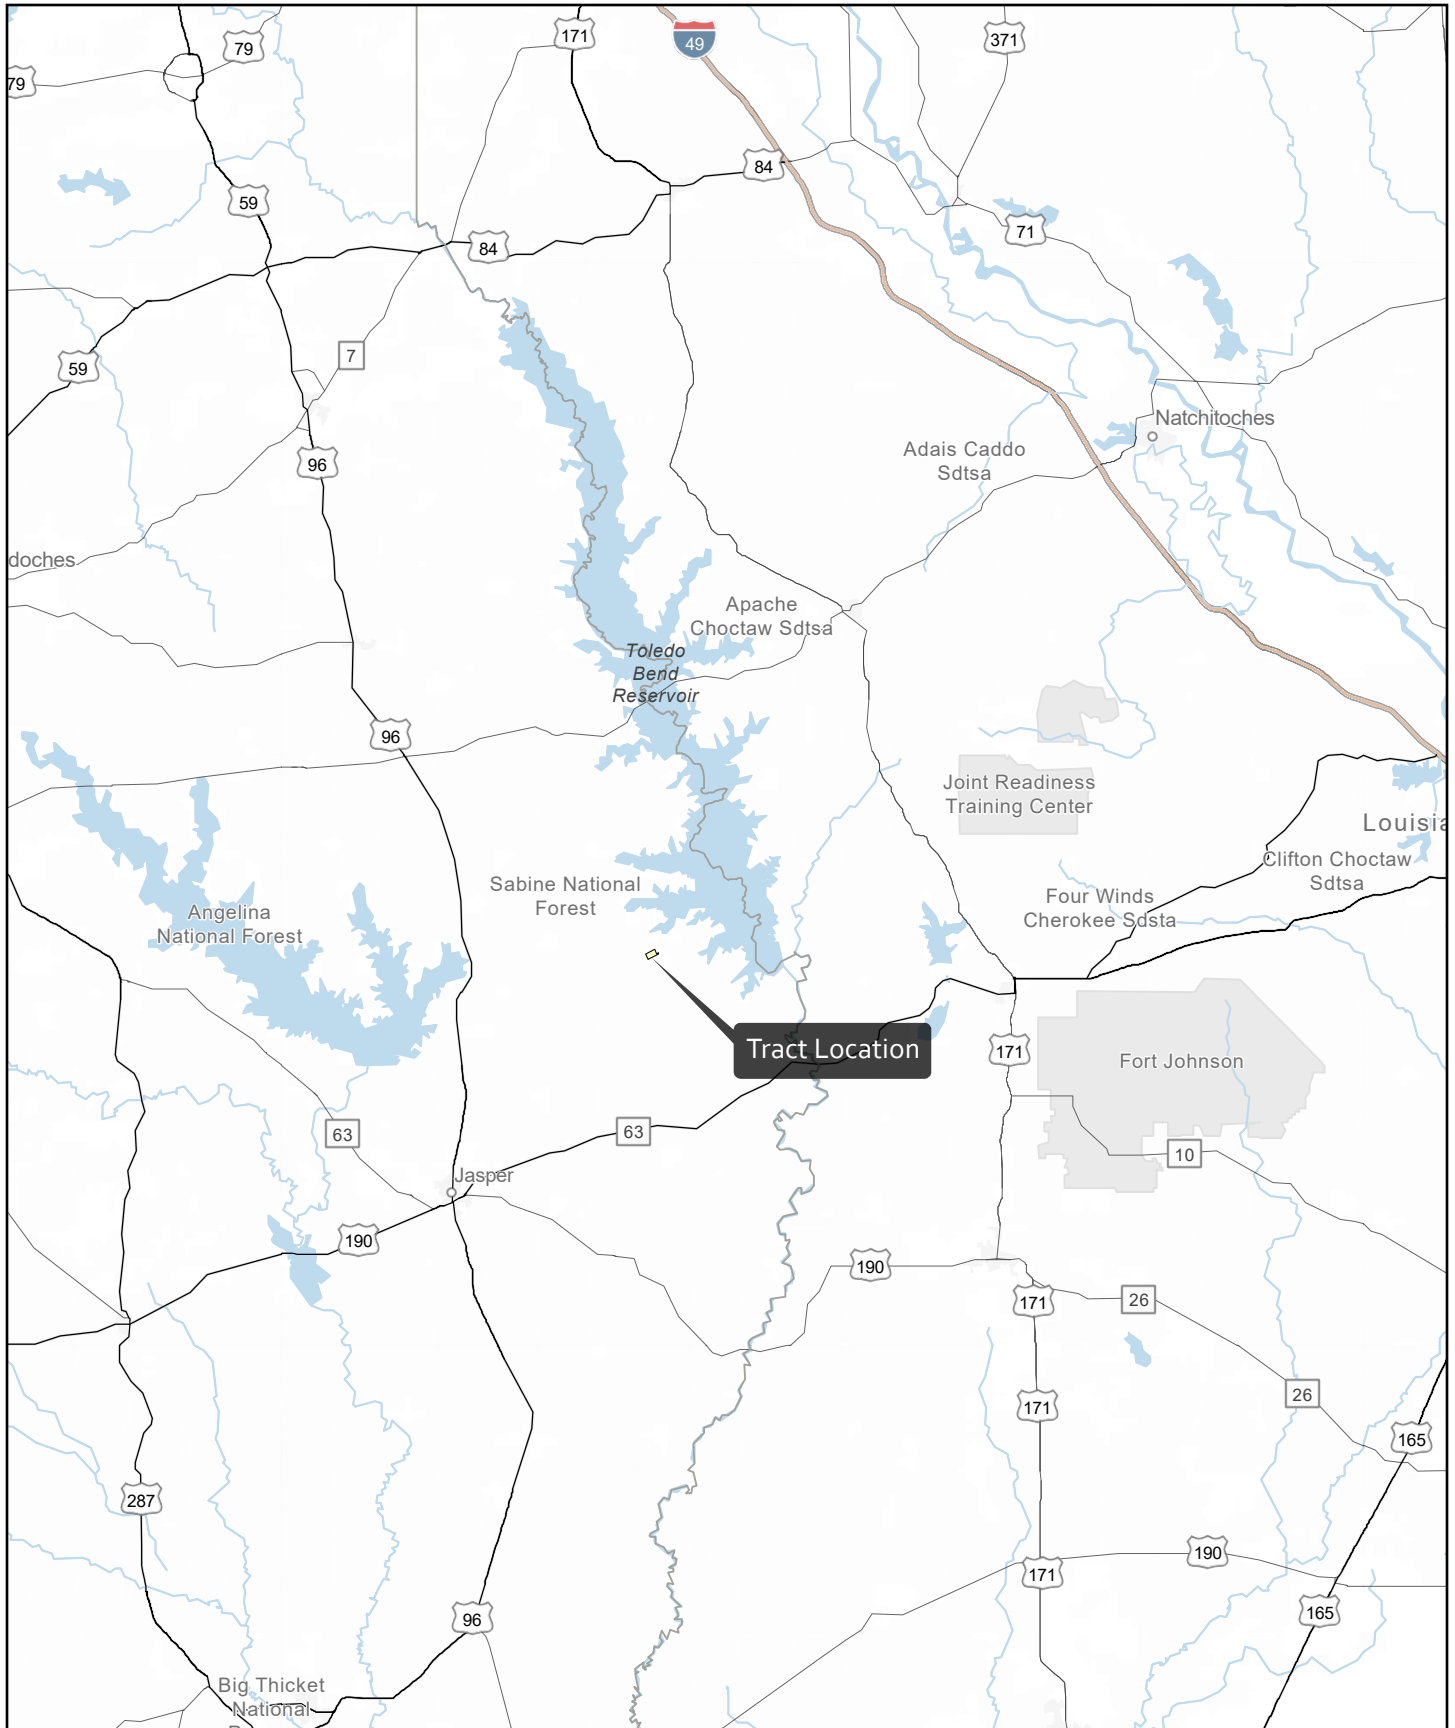 171
49
371
79
79
84
59
71
84
7
59
Natchitoches
Adais Caddo
Sdtsa
96
doches
Apache
Choctaw Sdtsa
Toledo
Bend
Reservoir
96
Joint Readiness
Training Center
Louisia
Clifton Choctaw
Sdtsa
Sabine National
Forest
Four Winds
Cherokee Sdsta
Angelina
National Forest
Tract Location
171
Fort Johnson
63
63
10
Jasper
190
190
171
26
26
171
165
287
190
171
165
96
Big Thicket
National